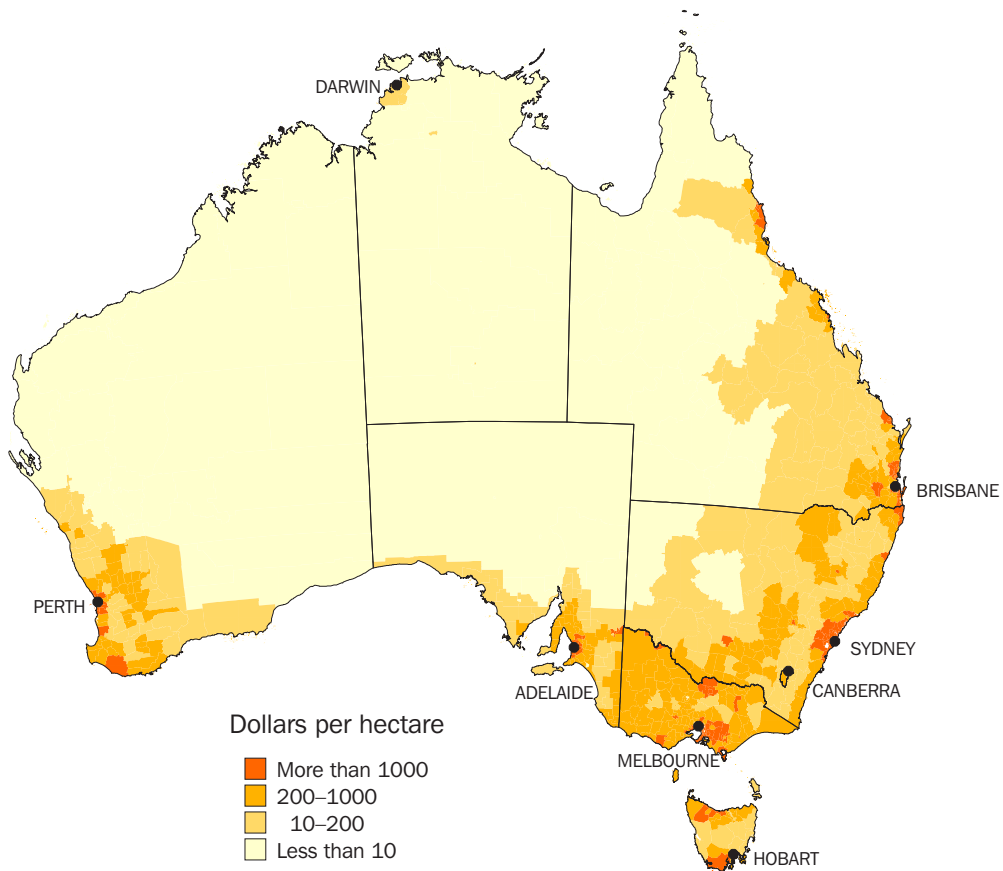 DARWIN
BRISBANE
PERTH
SYDNEY
ADELAIDE
CANBERRA
MELBOURNE
HOBART
Dollars per hectare
More than 1000
200–1000
10–200
Less than 10